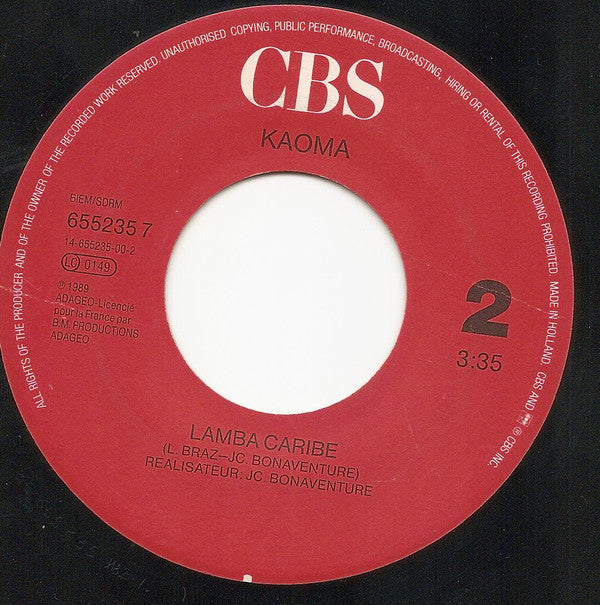 ALL RIGHTS OF THE PRODUCER AND OF THE OWNER OF THE RECORDED WORK RESERVED. UNAUTHORISED COPYING, PUBLIC PERFORMANCE, BROADCASTING, HIRING OR RENTAL OF THIS RECORDING PROHIBITED. MADE IN HOLLAND. CBS AND ® CBS INC.
CBS
KAOMA
BIEM/SDRM
655235 7
14-655235-00-2
LC 0149
℗ 1989
ADAGEO-Licencié
pour la France par
B.M. PRODUCTIONS
ADAGEO
2
3:35
LAMBA CARIBE
(L. BRAZ—JC. BONAVENTURE)
REALISATEUR: JC. BONAVENTURE